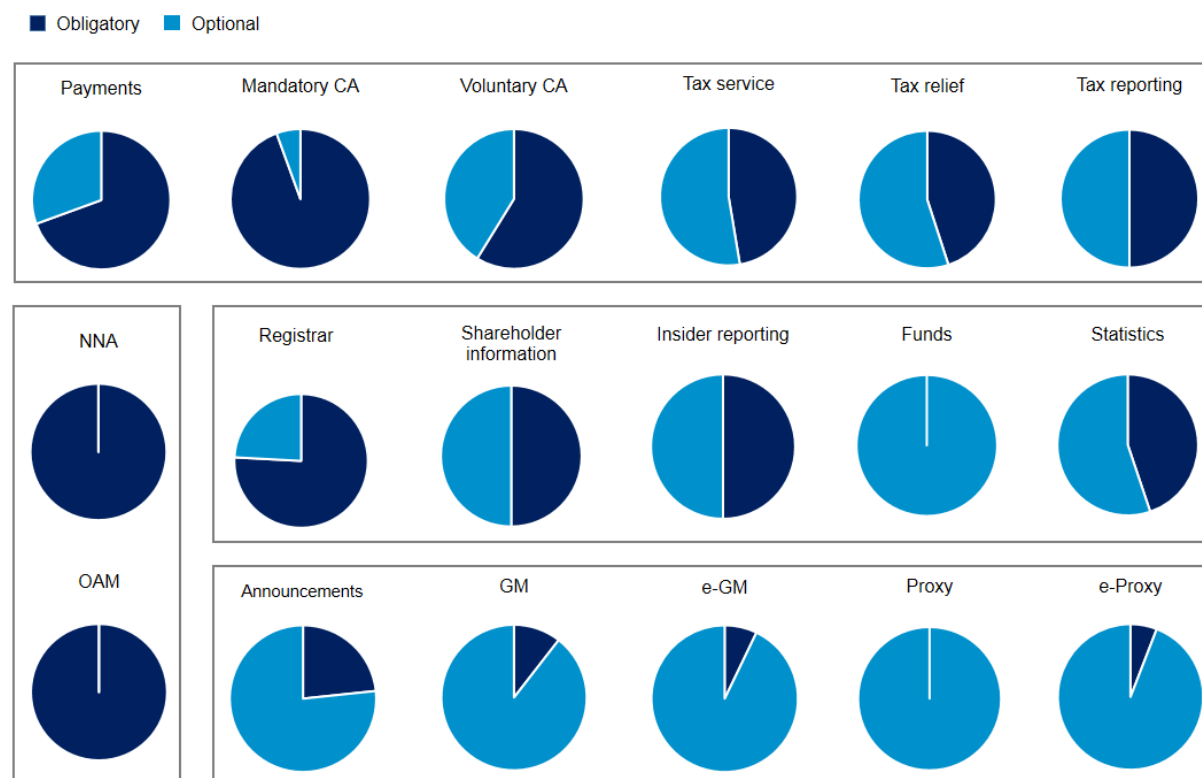 Obligatory
Optional
Payments
Mandatory CA
Voluntary CA
Tax service
Tax relief
Tax reporting
NNA
Registrar
Shareholder
information
Insider reporting
Funds
Statistics
OAM
Announcements
GM
e-GM
Proxy
e-Proxy